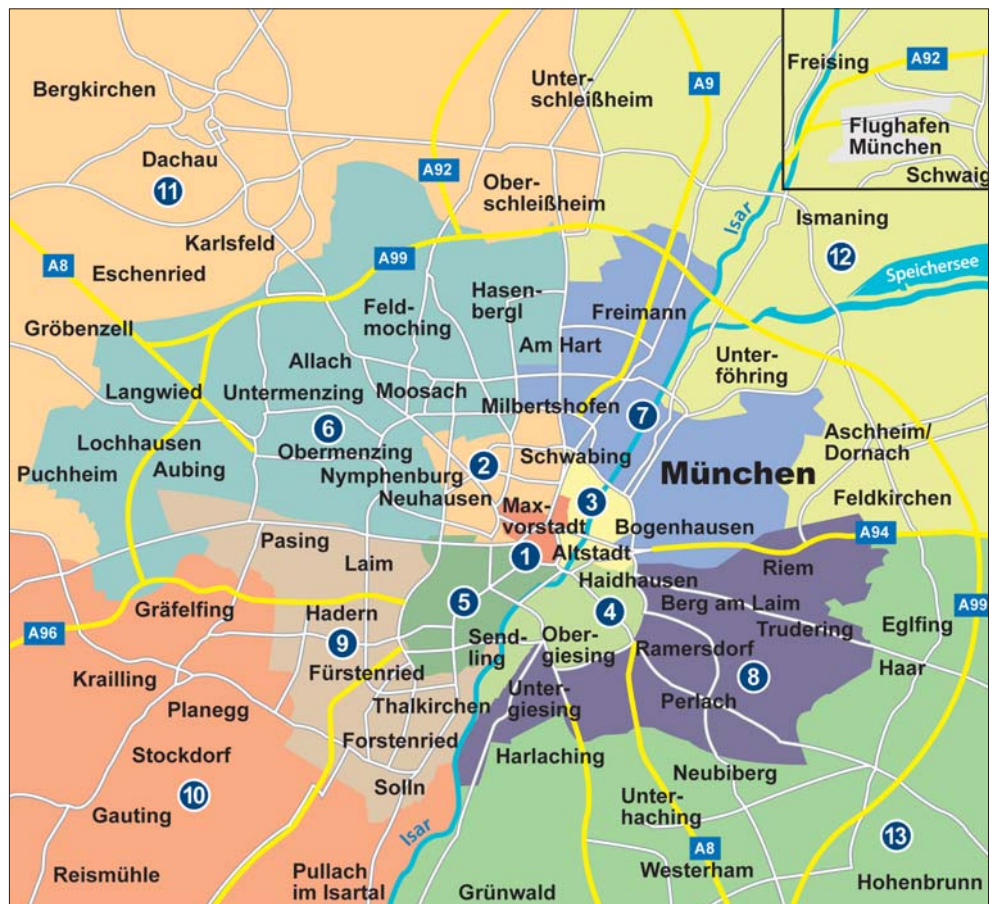 Bergkirchen
Unter-
schleißheim
A9
Freising
A92
Flughafen
München
Schwaig
Dachau
11
A92
Ober-
schleißheim
Isar
Ismaning
12
Karlsfeld
A8
Eschenried
A99
Speichersee
Gröbenzell
Feld-
moching
Hasen-
bergl
Freimann
Am Hart
Allach
Unter-
föhring
Langwied
Untermenzing
Moosach
Milbertshofen
7
6
Lochhausen
Aubing
Obermenzing
Puchheim
Nymphenburg
Neuhausen
2
Schwabing
München
Aschheim/
Dornach
Feldkirchen
Max-
vorstadt
3
Bogenhausen
A94
Pasing
Laim
1
Altstadt
Riem
Haidhausen
Gräfelfing
Hadern
5
4
Berg am Laim
A99
A96
Trudering
Eglfing
9
Send-
ling
Ober-
giesing
Ramersdorf
8
Haar
Krailling
Fürstenried
Planegg
Thalkirchen
Unter-
giesing
Perlach
Stockdorf
Forstenried
Harlaching
Neubiberg
10
Solln
Gauting
Isar
Unter-
haching
A8
13
Reismühle
Pullach
im Isartal
Westerham
Grünwald
Hohenbrunn